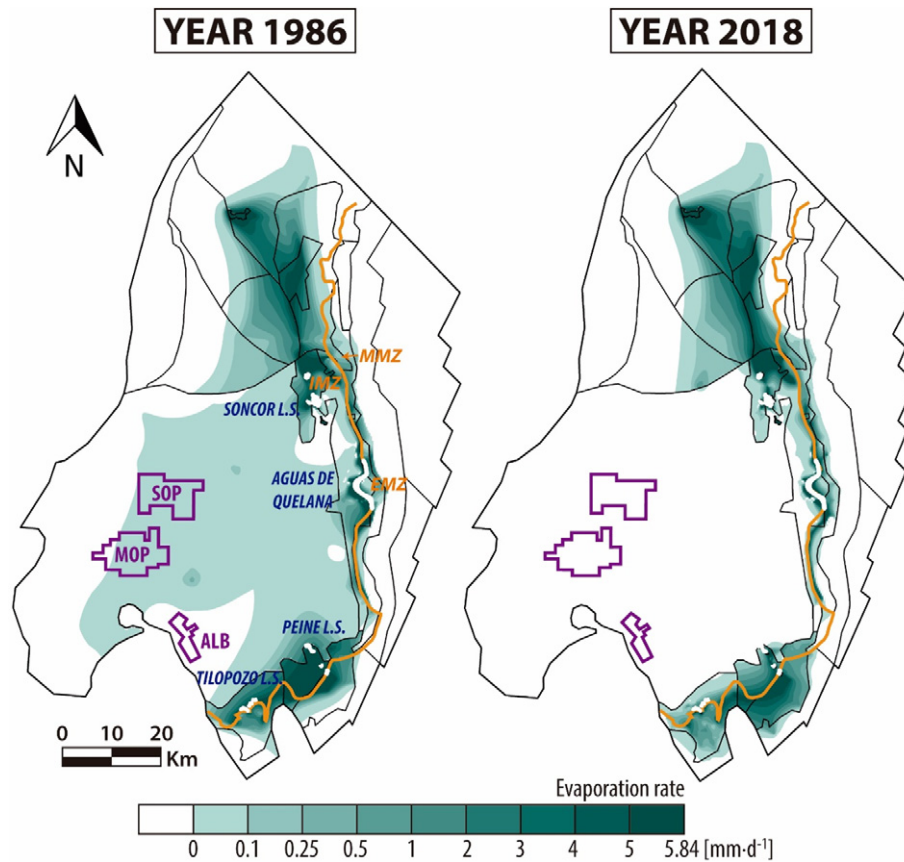 YEAR 1986
YEAR 2018
N
MMZ
IMZ
SONCOR L.S.
AGUAS DE
QUELANA
EMZ
SOP
MOP
ALB
PEINE L.S.
TILOPOZO L.S.
0 10 20
Km
Evaporation rate
0 0.1 0.25 0.5 1 2 3 4 5 5.84 [mm·d⁻¹]